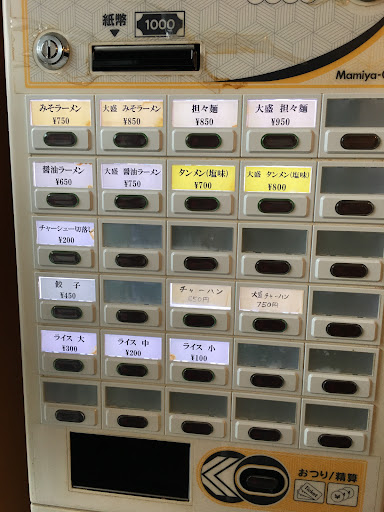 紙幣
1000
Mamiya-
みそラーメン
¥750
大盛 みそラーメン
¥850
担々麺
¥850
大盛 担々麺
¥950
醤油ラーメン
¥650
大盛 醤油ラーメン
¥750
タンメン(塩味)
¥700
大盛 タンメン(塩味)
¥800
チャーシュー切落し
¥200
餃子
¥450
チャーハン
大盛チャーハン
750円
ライス 大
¥300
ライス 中
¥200
ライス 小
¥100
おつり/精算
Ticket